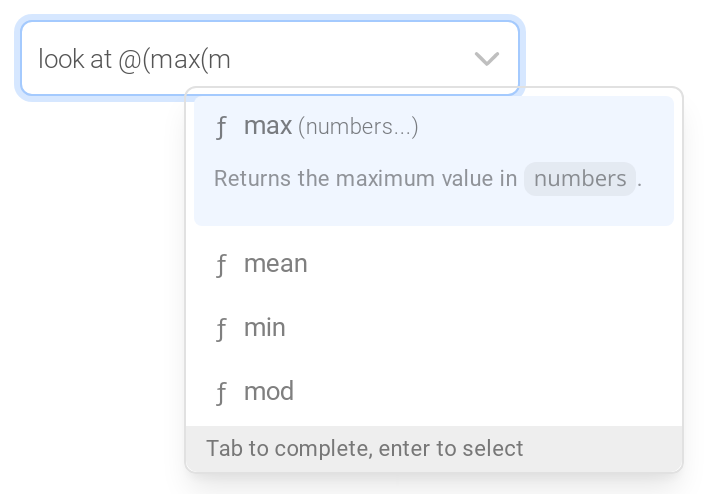 look at @(max(m
ƒ max (numbers...)
Returns the maximum value in numbers .
ƒ mean
ƒ min
ƒ mod
Tab to complete, enter to select